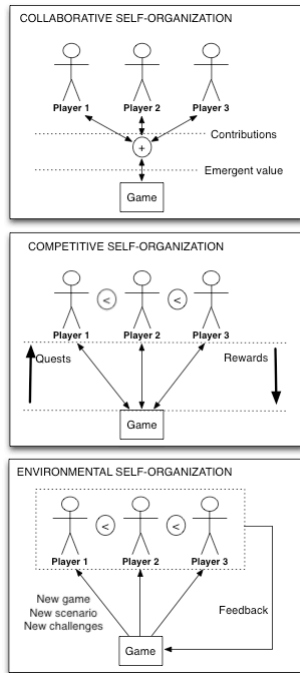 COLLABORATIVE SELF-ORGANIZATION
Player 1 Player 2 Player 3
Contributions
+
Emergent value
Game
COMPETITIVE SELF-ORGANIZATION
< <
Player 1 Player 2 Player 3
Quests Rewards
Game
ENVIRONMENTAL SELF-ORGANIZATION
< <
Player 1 Player 2 Player 3
New game
New scenario
New challenges
Feedback
Game